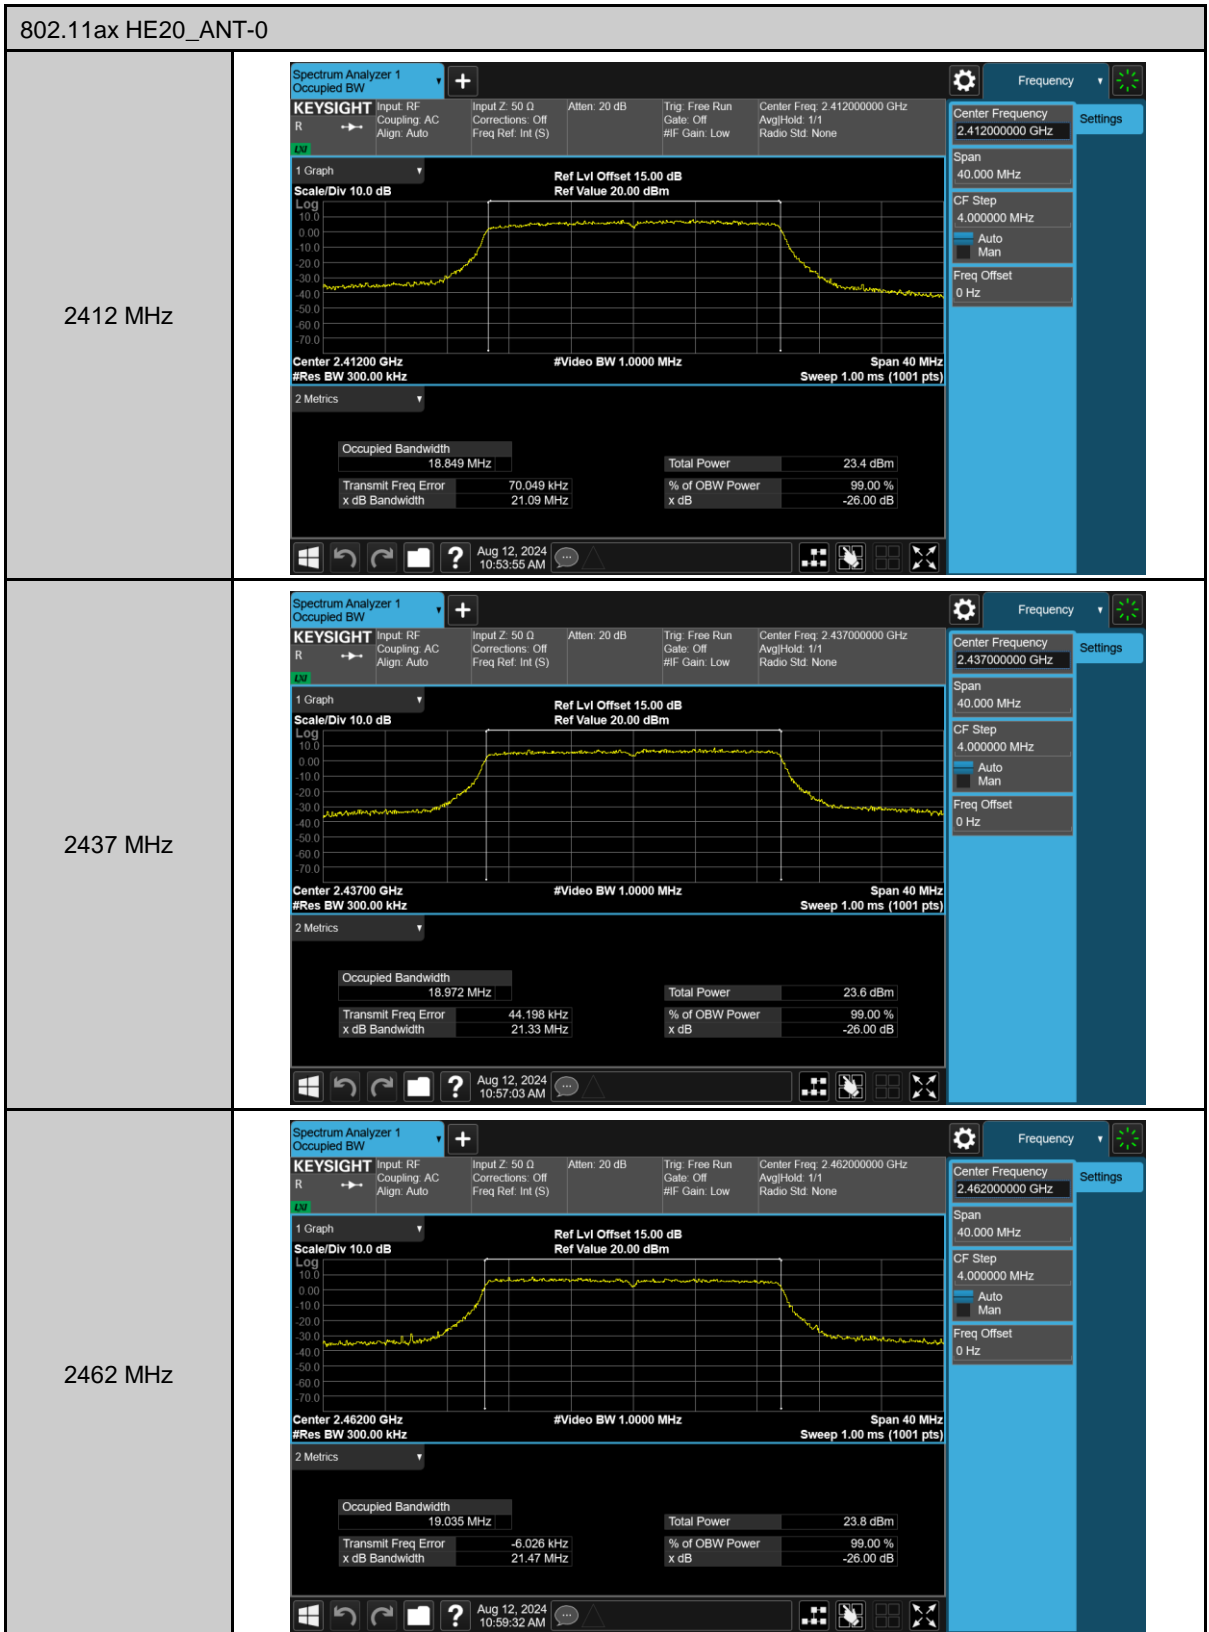 802.11ax HE20_ANT-0
2412 MHz
Spectrum Analyzer 1
Occupied BW
+
Frequency
KEYSIGHT
R
LXI
Input: RF
Coupling: AC
Align: Auto
Input Z: 50 Ω
Corrections: Off
Freq Ref: Int (S)
Atten: 20 dB
Trig: Free Run
Gate: Off
#IF Gain: Low
Center Freq: 2.412000000 GHz
Avg|Hold: 1/1
Radio Std: None
Center Frequency
2.412000000 GHz
Settings
Span
40.000 MHz
CF Step
4.000000 MHz
Auto
Man
Freq Offset
0 Hz
1 Graph
Scale/Div 10.0 dB
Ref Lvl Offset 15.00 dB
Ref Value 20.00 dBm
Log
10.0
0.00
-10.0
-20.0
-30.0
-40.0
-50.0
-60.0
-70.0
Center 2.41200 GHz
#Video BW 1.0000 MHz
Span 40 MHz
#Res BW 300.00 kHz
Sweep 1.00 ms (1001 pts)
2 Metrics
Occupied Bandwidth
18.849 MHz
Total Power 23.4 dBm
Transmit Freq Error 70.049 kHz
% of OBW Power 99.00 %
x dB Bandwidth 21.09 MHz
x dB -26.00 dB
?
Aug 12, 2024
10:53:55 AM
2437 MHz
Spectrum Analyzer 1
Occupied BW
+
Frequency
KEYSIGHT
R
LXI
Input: RF
Coupling: AC
Align: Auto
Input Z: 50 Ω
Corrections: Off
Freq Ref: Int (S)
Atten: 20 dB
Trig: Free Run
Gate: Off
#IF Gain: Low
Center Freq: 2.437000000 GHz
Avg|Hold: 1/1
Radio Std: None
Center Frequency
2.437000000 GHz
Settings
Span
40.000 MHz
CF Step
4.000000 MHz
Auto
Man
Freq Offset
0 Hz
1 Graph
Scale/Div 10.0 dB
Ref Lvl Offset 15.00 dB
Ref Value 20.00 dBm
Log
10.0
0.00
-10.0
-20.0
-30.0
-40.0
-50.0
-60.0
-70.0
Center 2.43700 GHz
#Video BW 1.0000 MHz
Span 40 MHz
#Res BW 300.00 kHz
Sweep 1.00 ms (1001 pts)
2 Metrics
Occupied Bandwidth
18.972 MHz
Total Power 23.6 dBm
Transmit Freq Error 44.198 kHz
% of OBW Power 99.00 %
x dB Bandwidth 21.33 MHz
x dB -26.00 dB
?
Aug 12, 2024
10:57:03 AM
2462 MHz
Spectrum Analyzer 1
Occupied BW
+
Frequency
KEYSIGHT
R
LXI
Input: RF
Coupling: AC
Align: Auto
Input Z: 50 Ω
Corrections: Off
Freq Ref: Int (S)
Atten: 20 dB
Trig: Free Run
Gate: Off
#IF Gain: Low
Center Freq: 2.462000000 GHz
Avg|Hold: 1/1
Radio Std: None
Center Frequency
2.462000000 GHz
Settings
Span
40.000 MHz
CF Step
4.000000 MHz
Auto
Man
Freq Offset
0 Hz
1 Graph
Scale/Div 10.0 dB
Ref Lvl Offset 15.00 dB
Ref Value 20.00 dBm
Log
10.0
0.00
-10.0
-20.0
-30.0
-40.0
-50.0
-60.0
-70.0
Center 2.46200 GHz
#Video BW 1.0000 MHz
Span 40 MHz
#Res BW 300.00 kHz
Sweep 1.00 ms (1001 pts)
2 Metrics
Occupied Bandwidth
19.035 MHz
Total Power 23.8 dBm
Transmit Freq Error -6.026 kHz
% of OBW Power 99.00 %
x dB Bandwidth 21.47 MHz
x dB -26.00 dB
?
Aug 12, 2024
10:59:32 AM